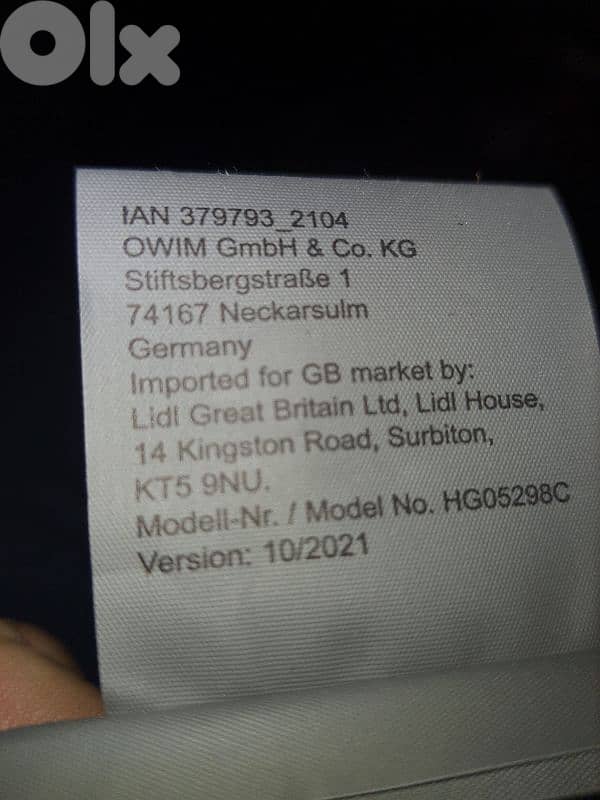 olx
IAN 379793_2104
OWIM GmbH & Co. KG
Stiftsbergstraße 1
74167 Neckarsulm
Germany
Imported for GB market by:
Lidl Great Britain Ltd, Lidl House,
14 Kingston Road, Surbiton,
KT5 9NU.
Modell-Nr. / Model No. HG05298C
Version: 10/2021